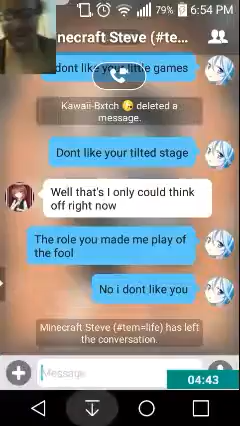 79% 6:54 PM
necraft Steve (#te...
dont like your little games
Kawaii-Bxtch deleted a
message.
Dont like your tilted stage
Well that's I only could think
off right now
The role you made me play of
the fool
No i dont like you
Minecraft Steve (#tem=life) has left
the conversation.
Message
04:43